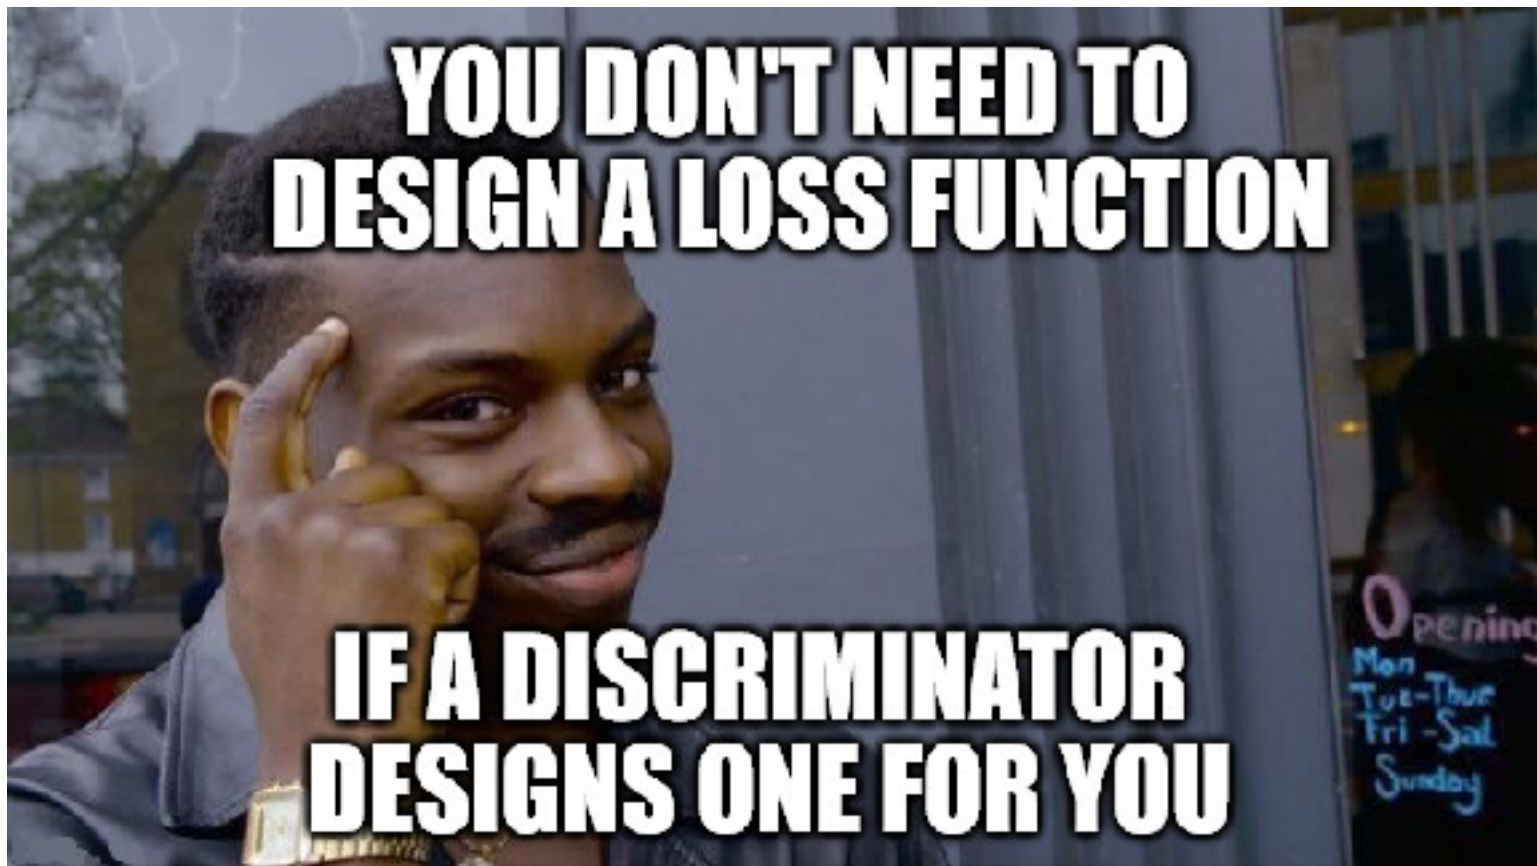 YOU DON'T NEED TO
DESIGN A LOSS FUNCTION
IF A DISCRIMINATOR
DESIGNS ONE FOR YOU
Opening
Mon
Tue-Thur
Fri -Sat
Sunday